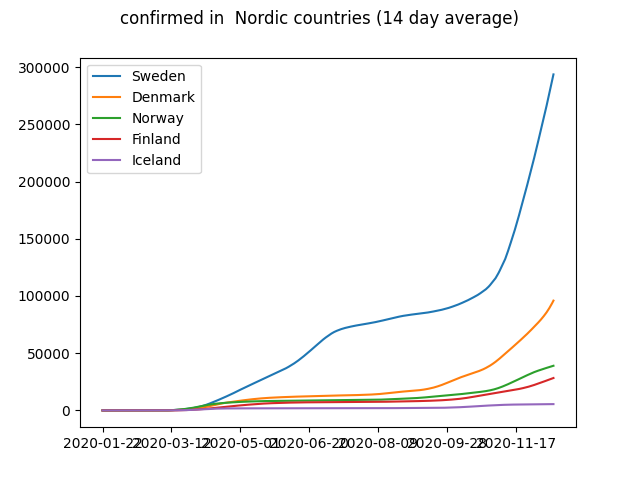 confirmed in  Nordic countries (14 day average)
300000
250000
200000
150000
100000
50000
0
Sweden
Denmark
Norway
Finland
Iceland
2020-01-22 2020-03-12 2020-05-01 2020-06-20 2020-08-09 2020-09-28 2020-11-17